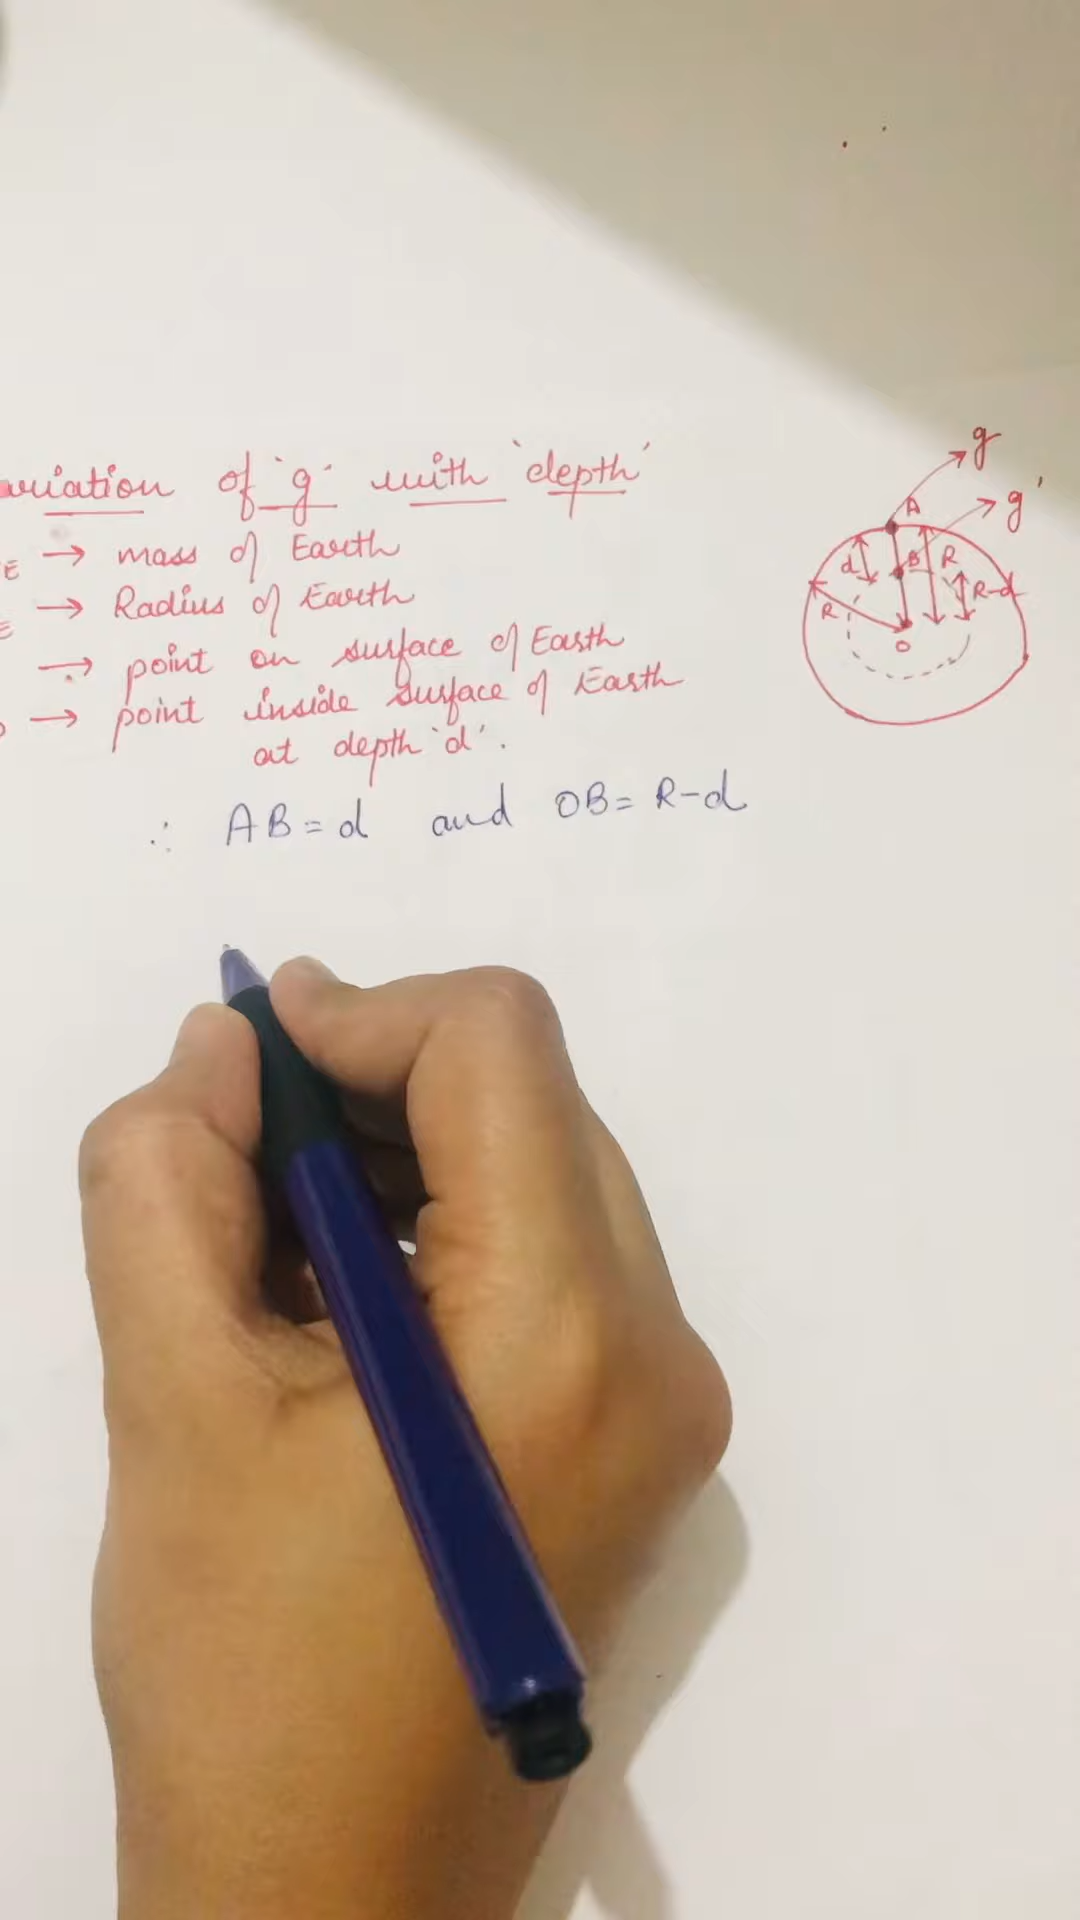 of 'g' with 'depth'
E → mass of Earth
E → Radius of Earth
→ point on surface of Earth
→ point inside surface of Earth
at depth 'd'.
∴ AB = d and OB = R-d
g
g'
A
d
B
R
R-d
R
O